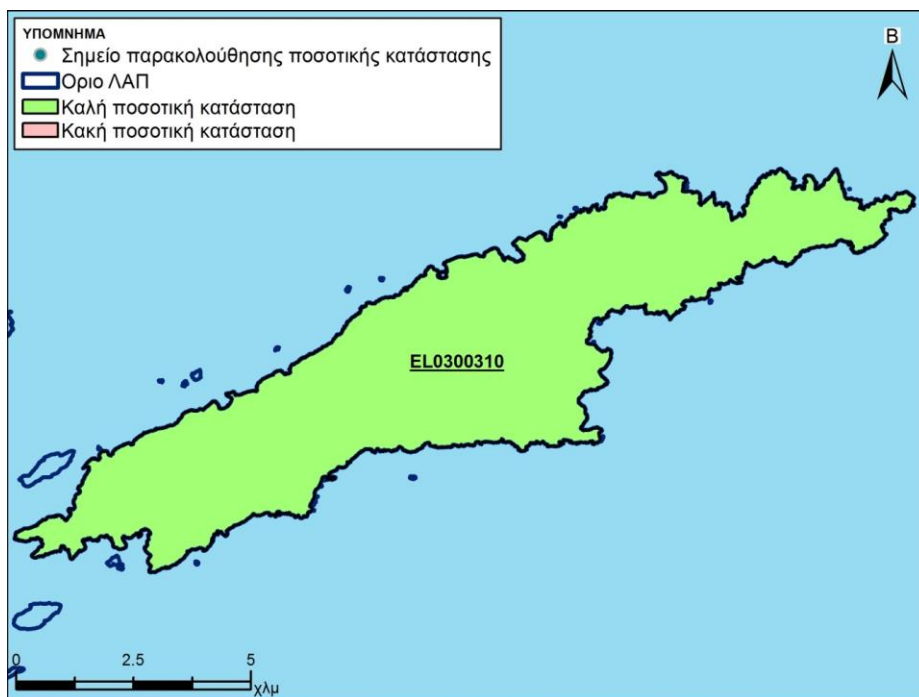 ΥΠΟΜΝΗΜΑ
Σημείο παρακολούθησης ποσοτικής κατάστασης
Οριο ΛΑΠ
Καλή ποσοτική κατάσταση
Κακή ποσοτική κατάσταση
Β
EL0300310
0 2.5 5
χλμ